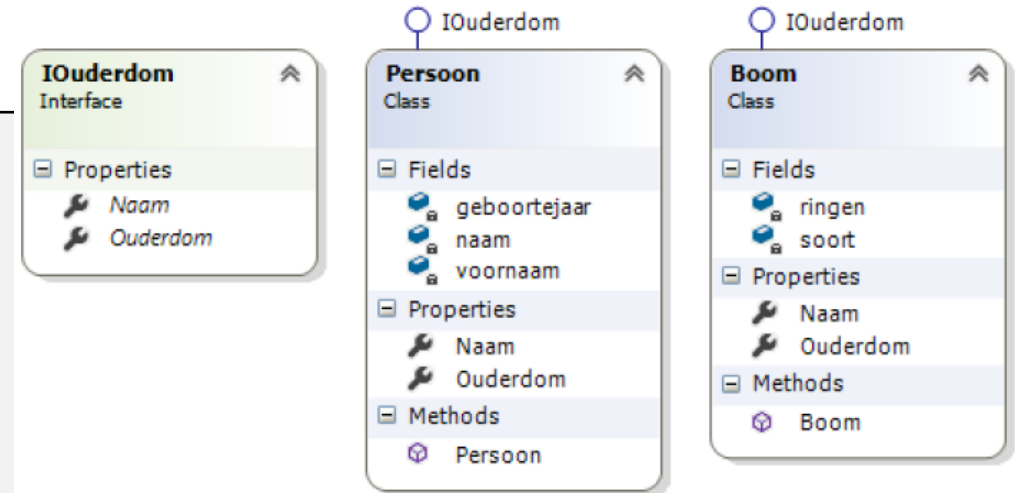 IOuderdom
Interface
Properties
Naam
Ouderdom
IOuderdom
Persoon
Class
Fields
geboortejaar
naam
voornaam
Properties
Naam
Ouderdom
Methods
Persoon
IOuderdom
Boom
Class
Fields
ringen
soort
Properties
Naam
Ouderdom
Methods
Boom